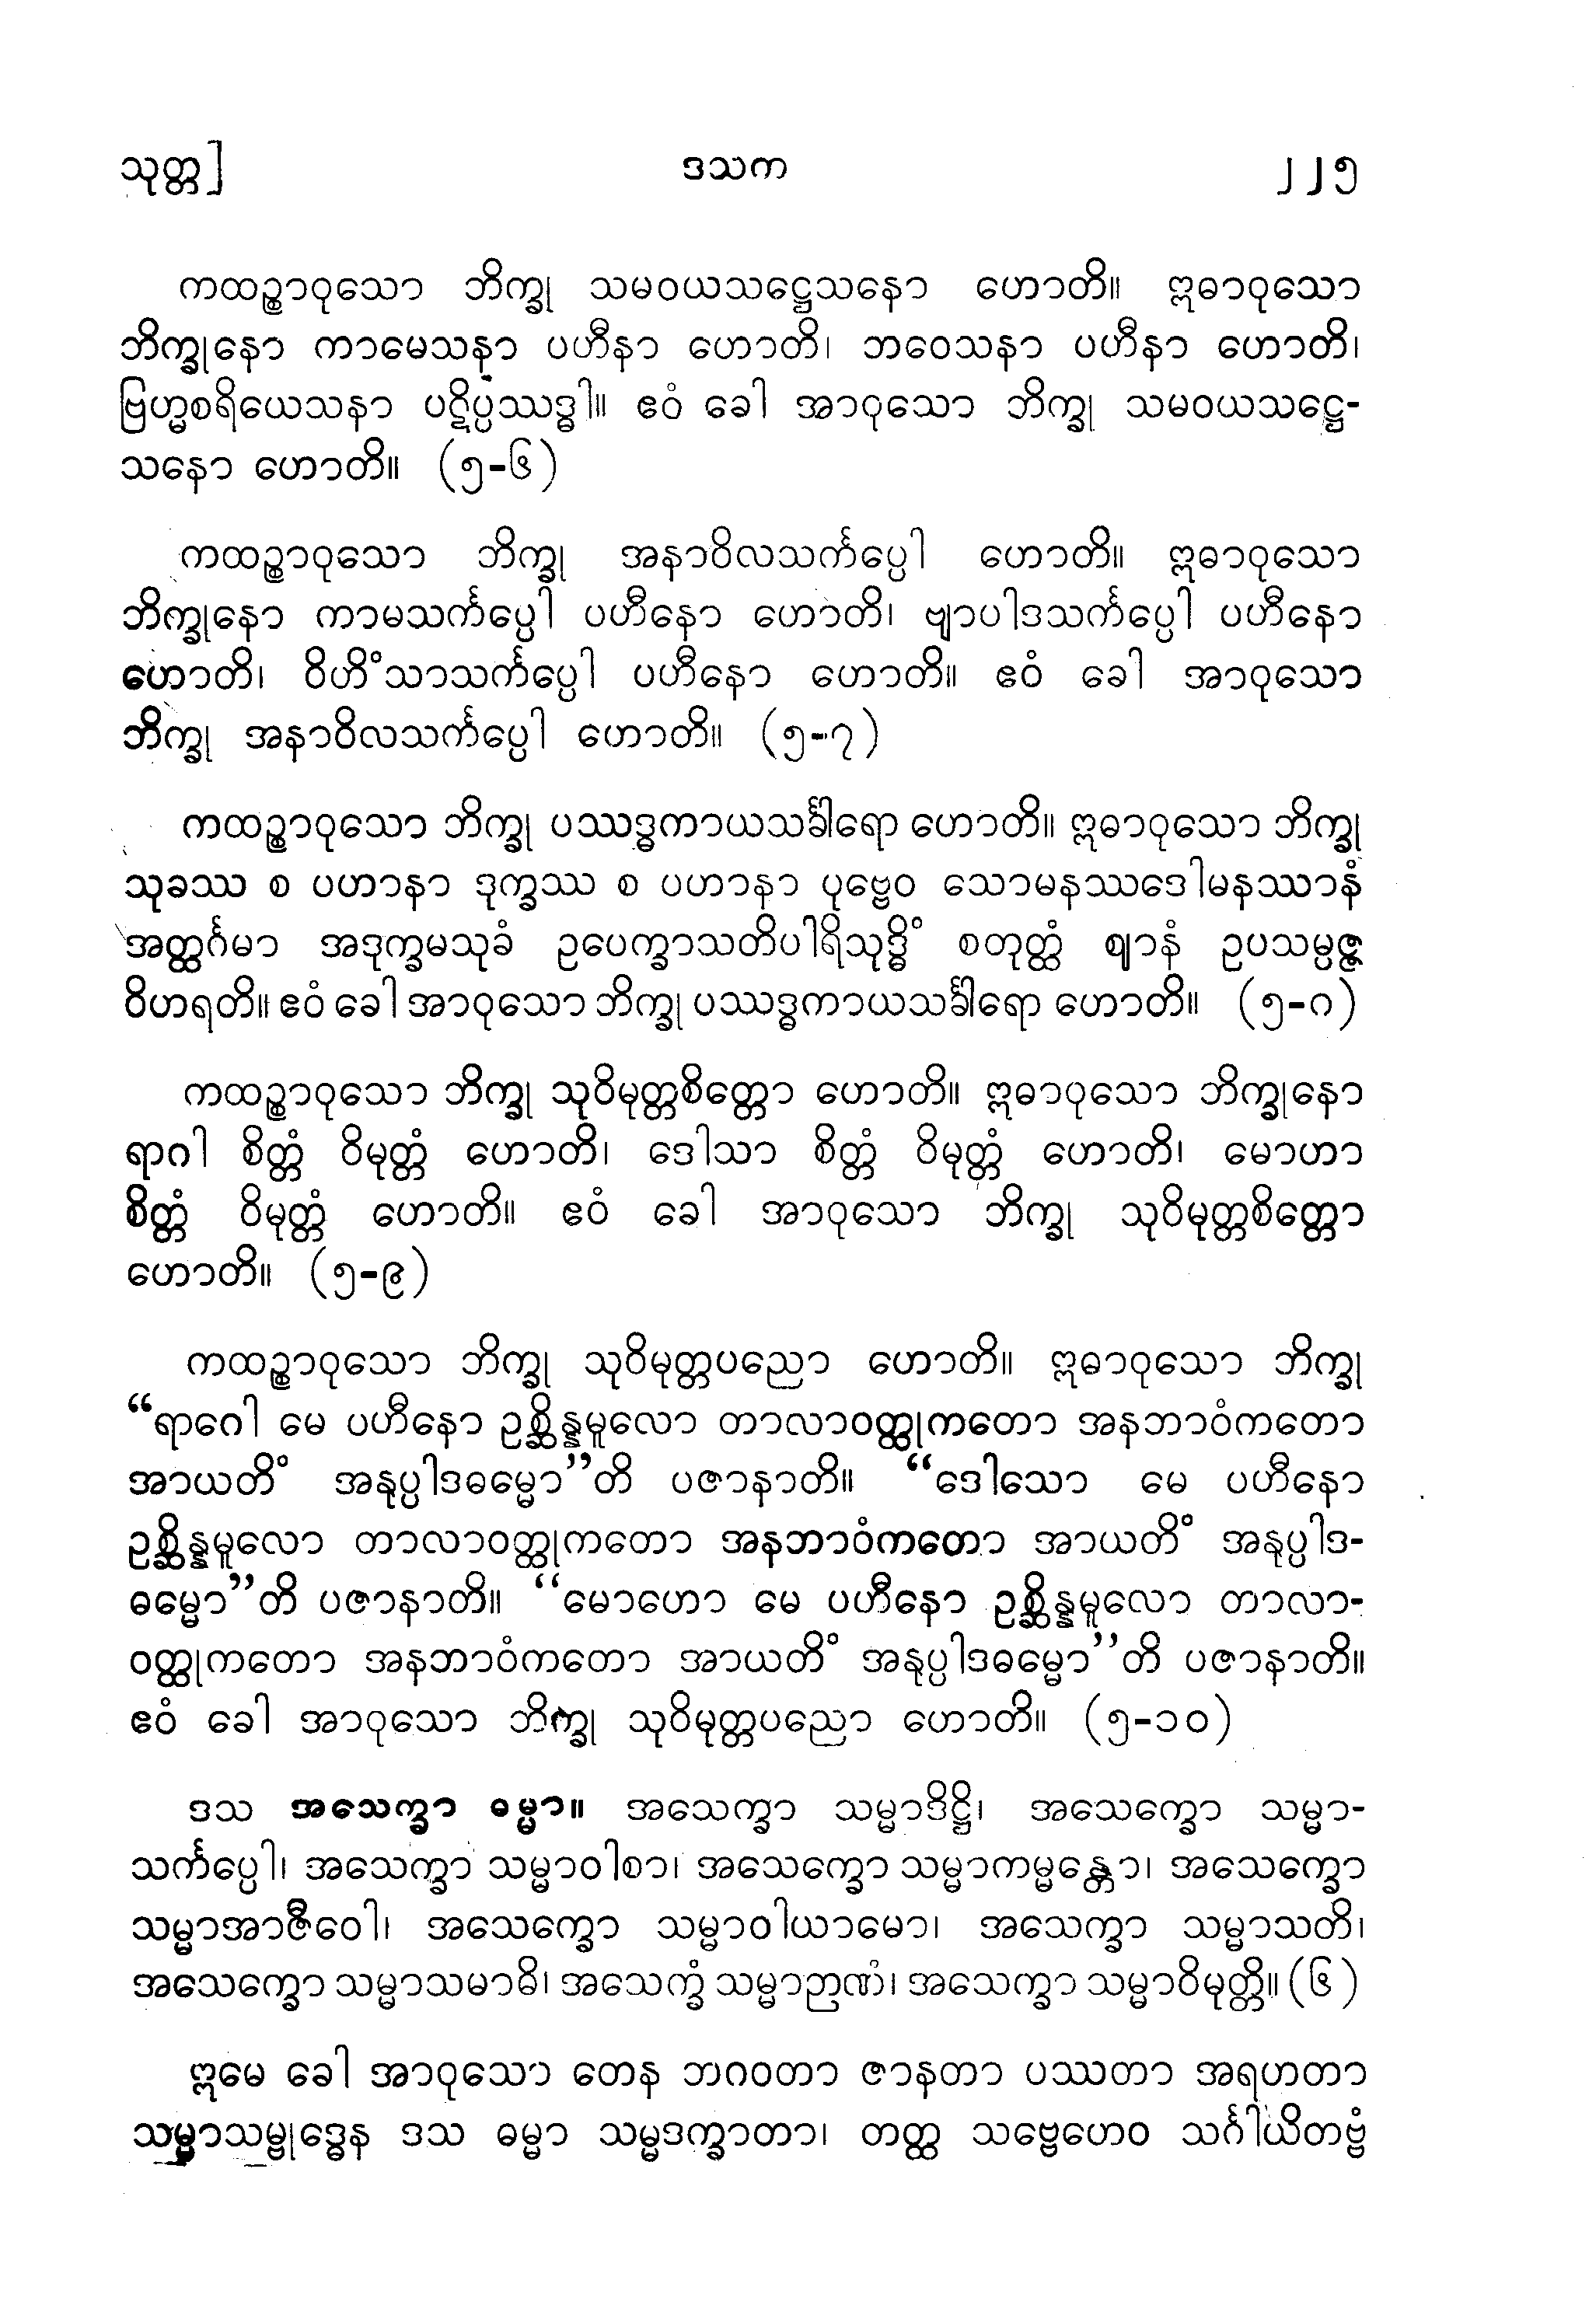 သုတ္တ]	ဒသက	၂၂၅
ကထဉ္စာဝုသော ဘိက္ခု သမဝယသဋ္ဌေသနော ဟောတိ။ ဣဓာဝုသော
ဘိက္ခုနော ကာမေသနာ ပဟီနာ ဟောတိ၊ ဘဝေသနာ ပဟီနာ ဟောတိ၊
ဗြဟ္မစရိယေသနာ ပဋိပ္ပဿဒ္ဓါ။ ဧဝံ ခေါ အာဝုသော ဘိက္ခု သမဝယသဋ္ဌေ-
သနော ဟောတိ။ (၅-၆)
ကထဉ္စာဝုသော ဘိက္ခု အနာဝိလသင်္ကပ္ပေါ ဟောတိ။ ဣဓာဝုသော
ဘိက္ခုနော ကာမသင်္ကပ္ပေါ ပဟီနော ဟောတိ၊ ဗျာပါဒသင်္ကပ္ပေါ ပဟီနော
ဟောတိ၊ ဝိဟိံသာသင်္ကပ္ပေါ ပဟီနော ဟောတိ။ ဧဝံ ခေါ အာဝုသော
ဘိက္ခု အနာဝိလသင်္ကပ္ပေါ ဟောတိ။ (၅-၇)
ကထဉ္စာဝုသော ဘိက္ခု ပဿဒ္ဓကာယသင်္ခါရော ဟောတိ။ ဣဓာဝုသော ဘိက္ခု
သုခဿ စ ပဟာနာ ဒုက္ခဿ စ ပဟာနာ ပုဗ္ဗေဝ သောမနဿဒေါမနဿာနံ
အတ္ထင်္ဂမာ အဒုက္ခမသုခံ ဥပေက္ခာသတိပါရိသုဒ္ဓိံ စတုတ္ထံ ဈာနံ ဥပသမ္ပဇ္ဇ
ဝိဟရတိ။ ဧဝံ ခေါ အာဝုသော ဘိက္ခု ပဿဒ္ဓကာယသင်္ခါရော ဟောတိ။ (၅-၈)
ကထဉ္စာဝုသော ဘိက္ခု သုဝိမုတ္တစိတ္တော ဟောတိ။ ဣဓာဝုသော ဘိက္ခုနော
ရာဂါ စိတ္တံ ဝိမုတ္တံ ဟောတိ၊ ဒေါသာ စိတ္တံ ဝိမုတ္တံ ဟောတိ၊ မောဟာ
စိတ္တံ ဝိမုတ္တံ ဟောတိ။ ဧဝံ ခေါ အာဝုသော ဘိက္ခု သုဝိမုတ္တစိတ္တော
ဟောတိ။ (၅-၉)
ကထဉ္စာဝုသော ဘိက္ခု သုဝိမုတ္တပညော ဟောတိ။ ဣဓာဝုသော ဘိက္ခု
“ရာဂေါ မေ ပဟီနော ဥစ္ဆိန္နမူလော တာလာဝတ္ထုကတော အနဘာဝံကတော
အာယတိံ အနုပ္ပါဒဓမ္မော”တိ ပဇာနာတိ။ “ဒေါသော မေ ပဟီနော
ဥစ္ဆိန္နမူလော တာလာဝတ္ထုကတော အနဘာဝံကတော အာယတိံ အနုပ္ပါဒ-
ဓမ္မော”တိ ပဇာနာတိ။ “မောဟော မေ ပဟီနော ဥစ္ဆိန္နမူလော တာလာ-
ဝတ္ထုကတော အနဘာဝံကတော အာယတိံ အနုပ္ပါဒဓမ္မော”တိ ပဇာနာတိ။
ဧဝံ ခေါ အာဝုသော ဘိက္ခု သုဝိမုတ္တပညော ဟောတိ။ (၅-၁၀)
ဒသ အသေက္ခာ ဓမ္မာ။ အသေက္ခာ သမ္မာဒိဋ္ဌိ၊ အသေက္ခော သမ္မာ-
သင်္ကပ္ပေါ၊ အသေက္ခာ သမ္မာဝါစာ၊ အသေက္ခော သမ္မာကမ္မန္တော၊ အသေက္ခော
သမ္မာအာဇီဝေါ၊ အသေက္ခော သမ္မာဝါယာမော၊ အသေက္ခာ သမ္မာသတိ၊
အသေက္ခော သမ္မာသမာဓိ၊ အသေက္ခံ သမ္မာဉာဏံ၊ အသေက္ခာ သမ္မာဝိမုတ္တိ။ (၆)
ဣမေ ခေါ အာဝုသော တေန ဘဂဝတာ ဇာနတာ ပဿတာ အရဟတာ
သမ္မာသမ္ဗုဒ္ဓေန ဒသ ဓမ္မာ သမ္မဒက္ခာတာ၊ တတ္ထ သဗ္ဗေဟေဝ သင်္ဂါယိတဗ္ဗံ